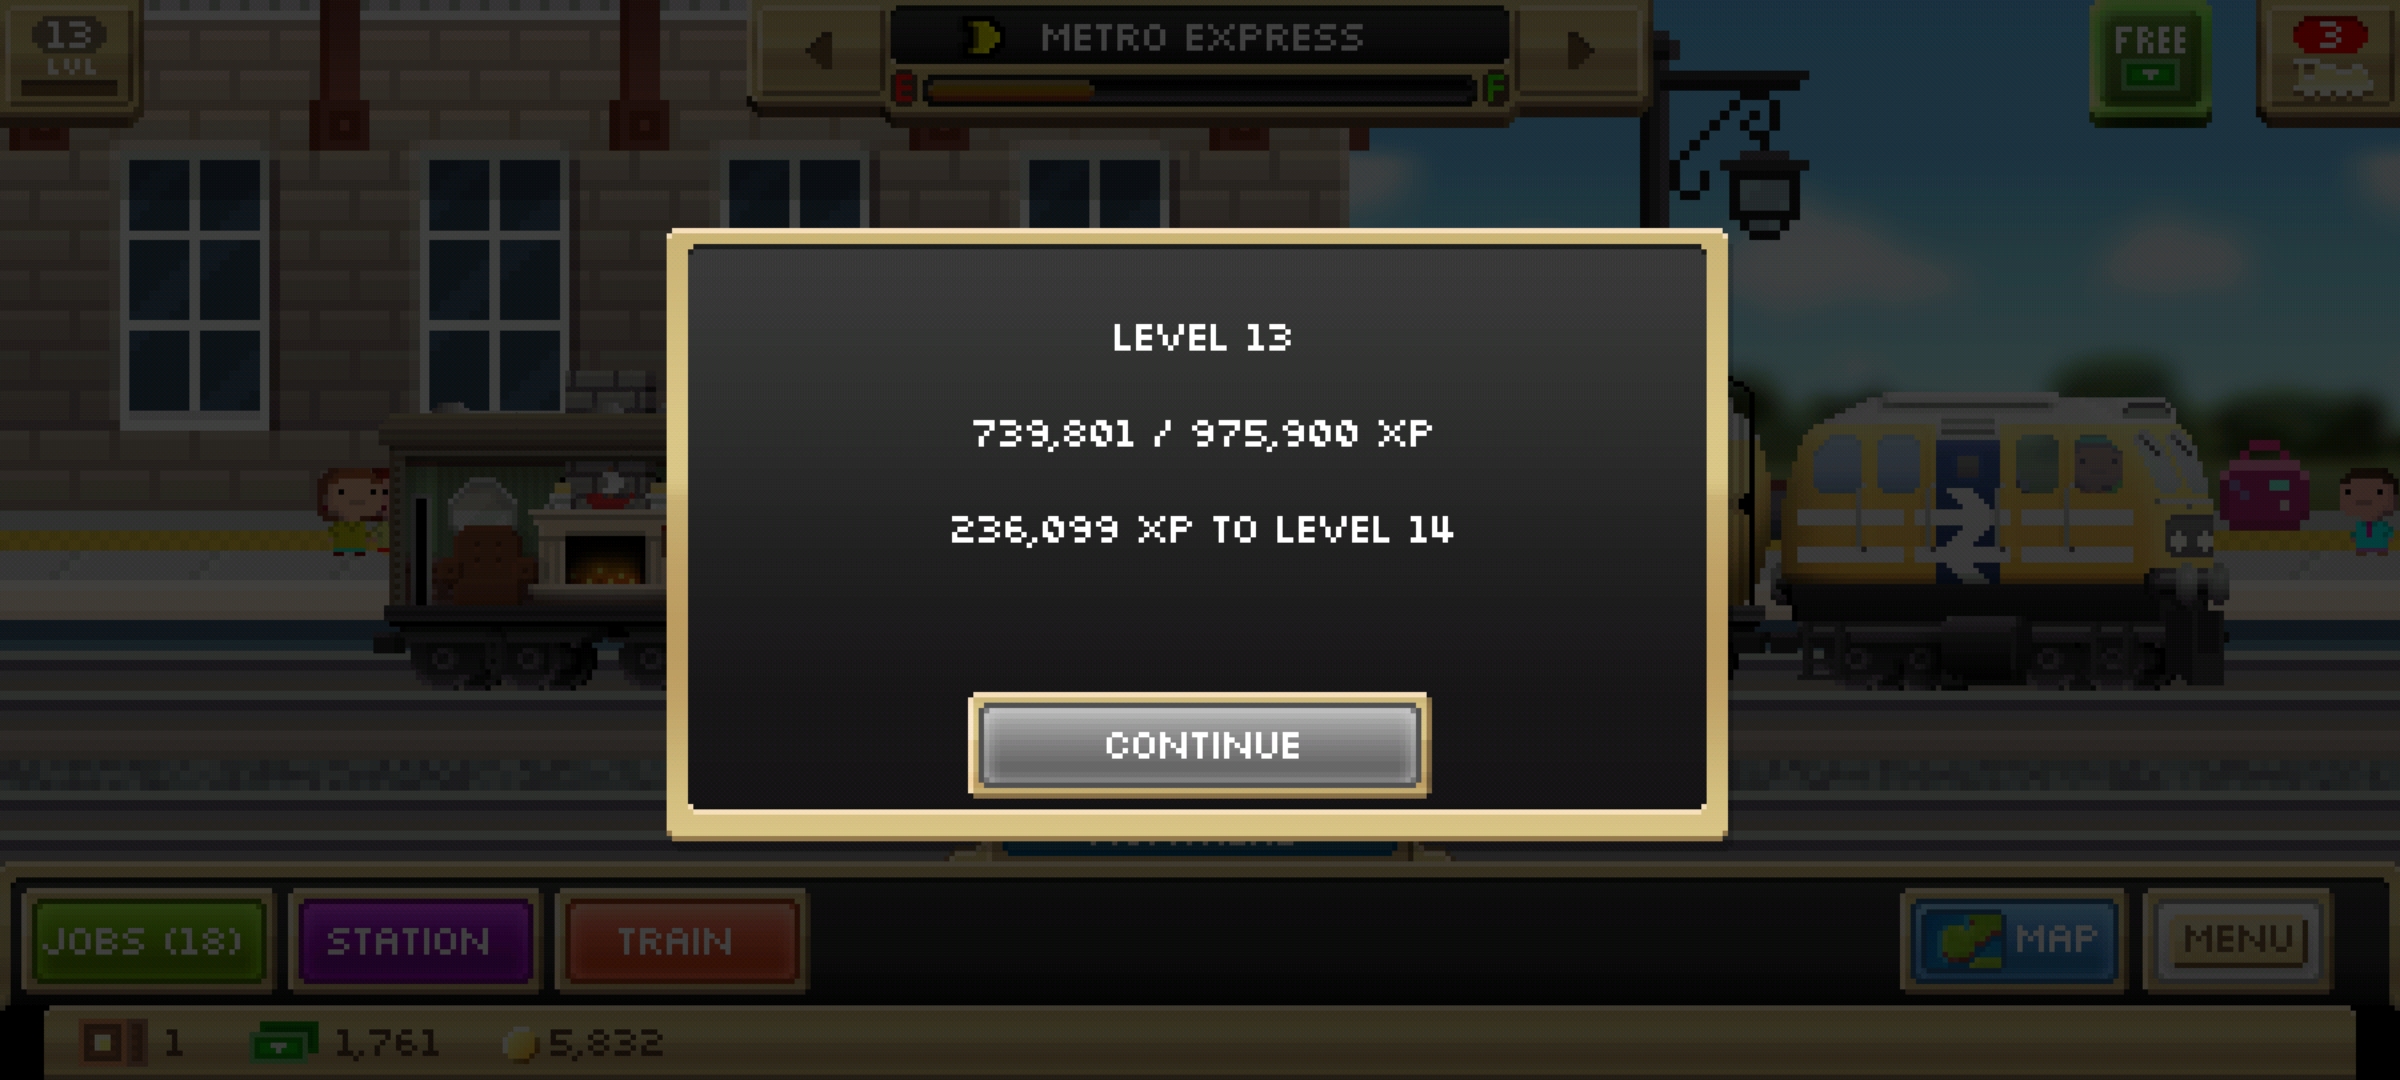 13
LVL
METRO EXPRESS
E
F
FREE
3
LEVEL 13
739,801 / 975,900 XP
236,099 XP TO LEVEL 14
CONTINUE
JOBS (18)
STATION
TRAIN
MAP
MENU
1
1,761
5,832